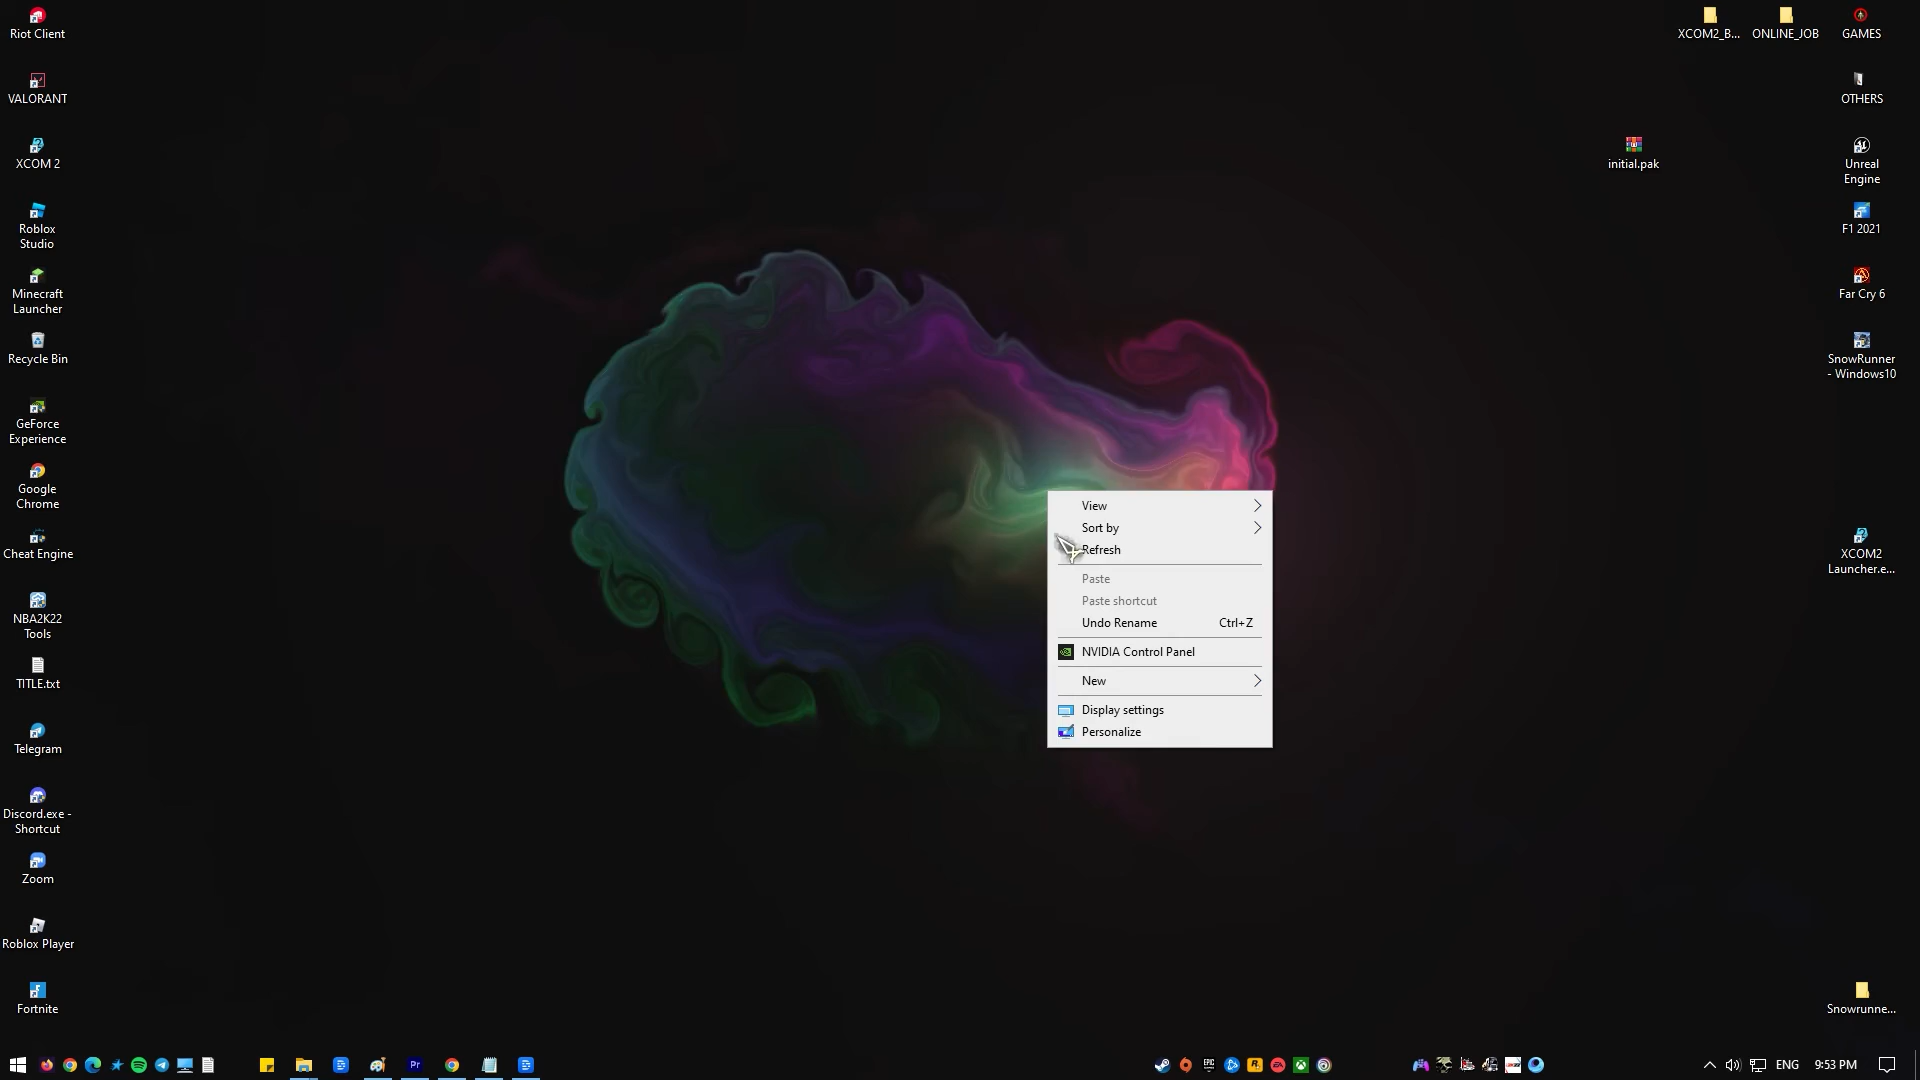 Riot Client
VALORANT
XCOM 2
Roblox
Studio
Minecraft
Launcher
Recycle Bin
GeForce
Experience
Google
Chrome
Cheat Engine
NBA2K22
Tools
TITLE.txt
Telegram
Discord.exe -
Shortcut
Zoom
Roblox Player
Fortnite
XCOM2_B...
ONLINE_JOB
GAMES
OTHERS
initial.pak
Unreal
Engine
F1 2021
Far Cry 6
SnowRunner
- Windows10
XCOM2
Launcher.e...
Snowrunne...
View
Sort by
Refresh
Paste
Paste shortcut
Undo Rename Ctrl+Z
NVIDIA Control Panel
New
Display settings
Personalize
Pr
EPIC
EA
ENG
9:53 PM